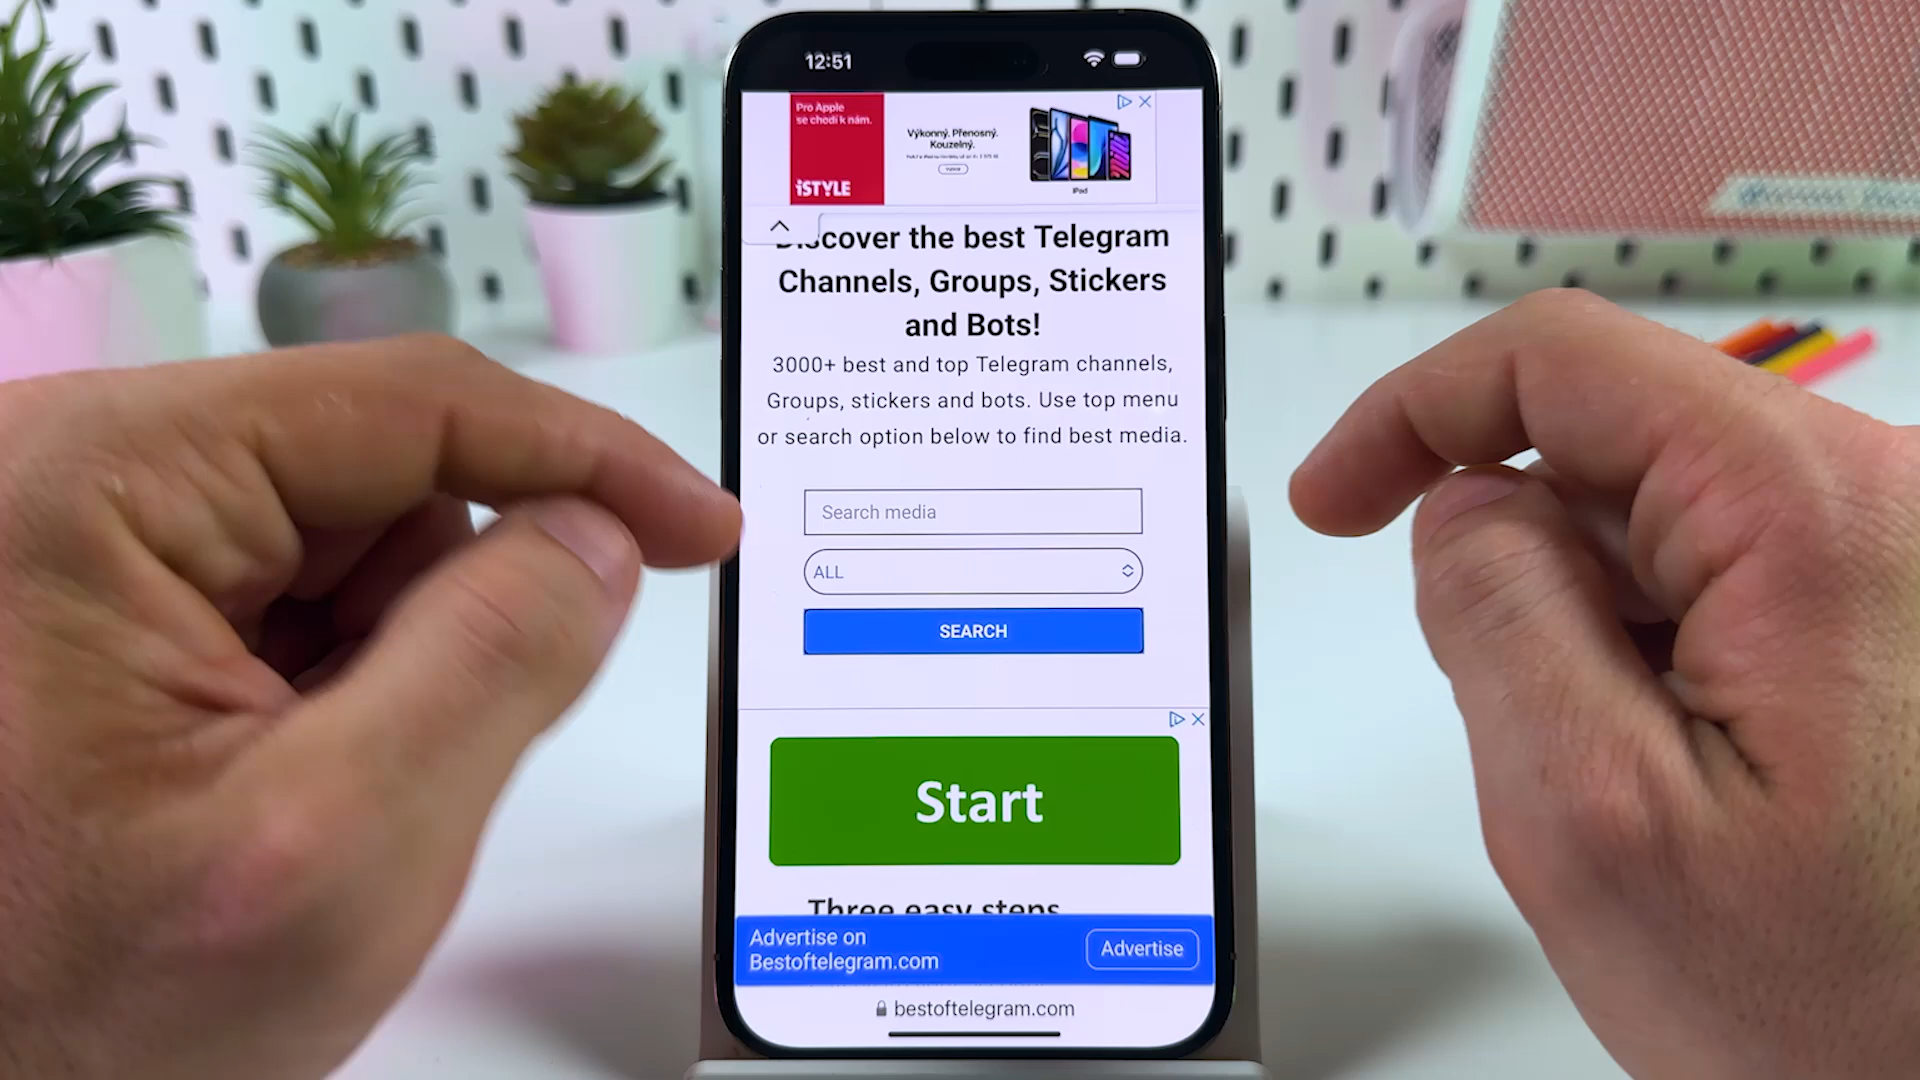 12:51
Pro Apple
se chodí k nám.
iSTYLE
Výkonný. Přenosný.
Kouzelný.
iPad
Discover the best Telegram
Channels, Groups, Stickers
and Bots!
3000+ best and top Telegram channels,
Groups, stickers and bots. Use top menu
or search option below to find best media.
Search media
ALL
SEARCH
Start
Three easy steps
Advertise on
Bestoftelegram.com
Advertise
bestoftelegram.com